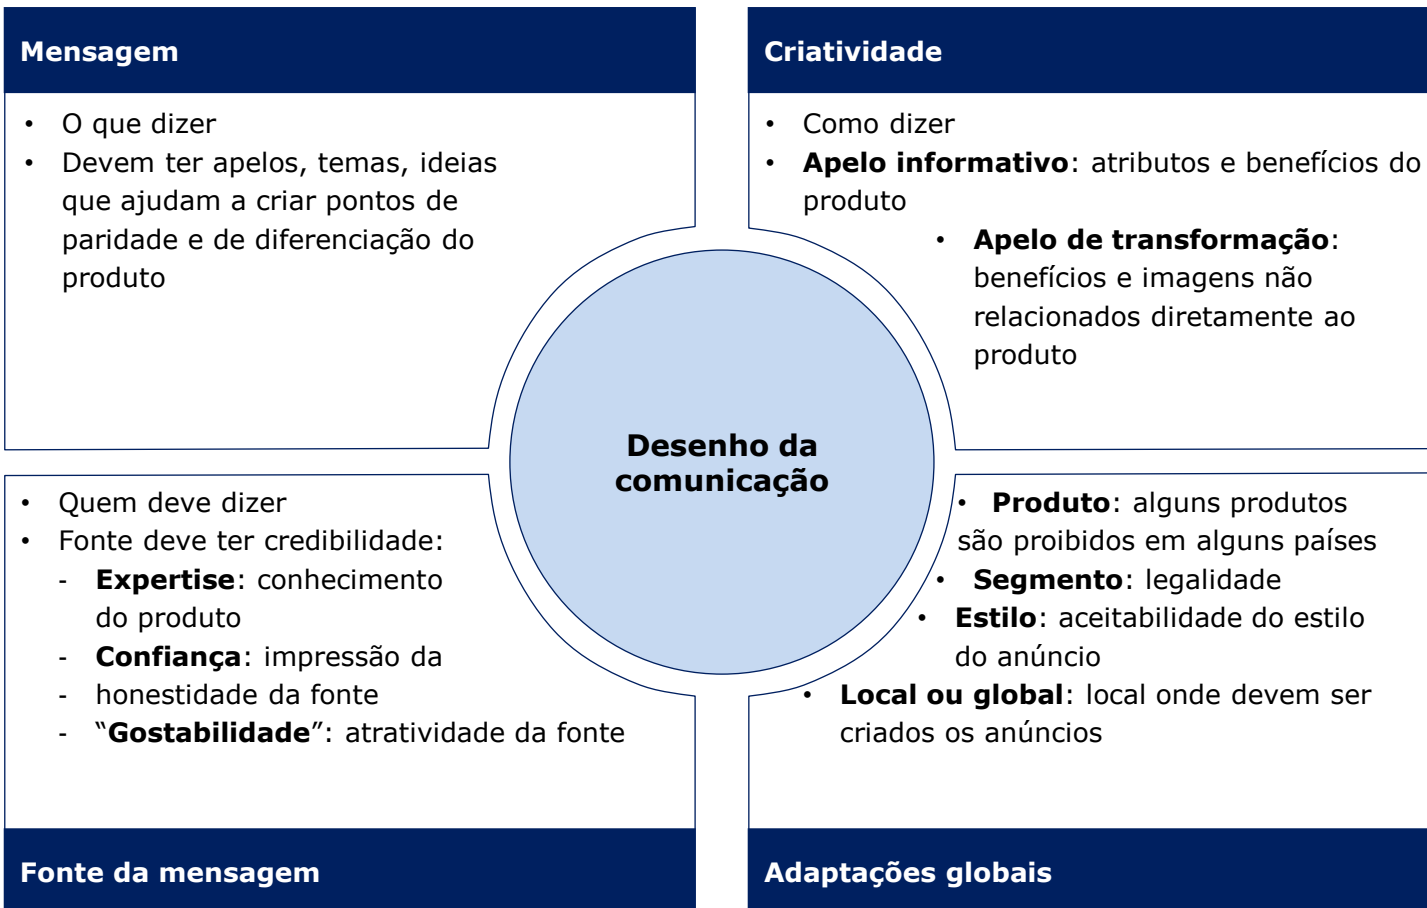 Mensagem
• O que dizer
• Devem ter apelos, temas, ideias
que ajudam a criar pontos de
paridade e de diferenciação do
produto
Criatividade
• Como dizer
• Apelo informativo: atributos e benefícios do
produto
• Apelo de transformação:
benefícios e imagens não
relacionados diretamente ao
produto
Desenho da
comunicação
• Quem deve dizer
• Fonte deve ter credibilidade:
- Expertise: conhecimento
do produto
- Confiança: impressão da
- honestidade da fonte
- “Gostabilidade”: atratividade da fonte
Fonte da mensagem
• Produto: alguns produtos
são proibidos em alguns países
• Segmento: legalidade
• Estilo: aceitabilidade do estilo
do anúncio
• Local ou global: local onde devem ser
criados os anúncios
Adaptações globais